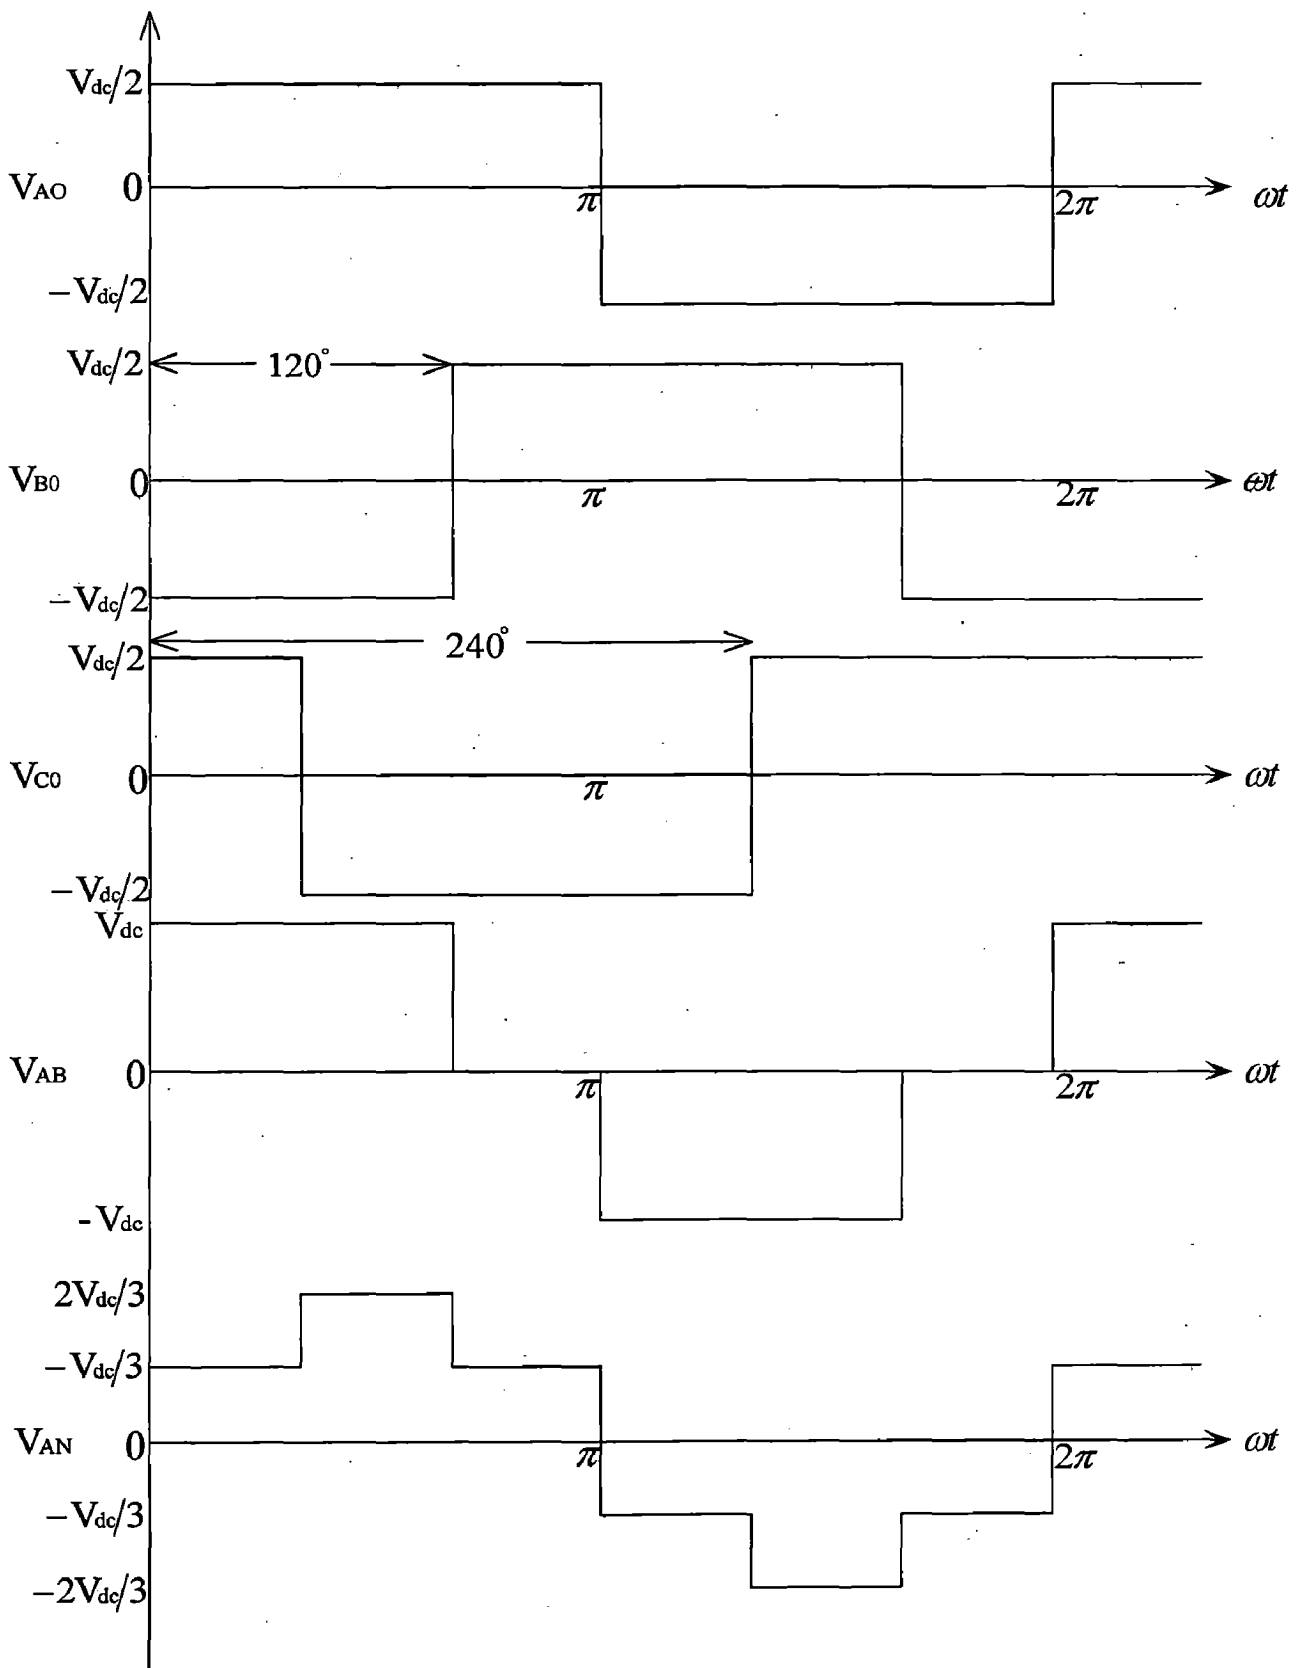 Vdc/2
VAO 0 π 2π ωt
−Vdc/2
Vdc/2 120°
VB0 0 π 2π ωt
−Vdc/2
240°
Vdc/2
VC0 0 π ωt
−Vdc/2
Vdc
VAB 0 π 2π ωt
-Vdc
2Vdc/3
−Vdc/3
VAN 0 π 2π ωt
−Vdc/3
−2Vdc/3